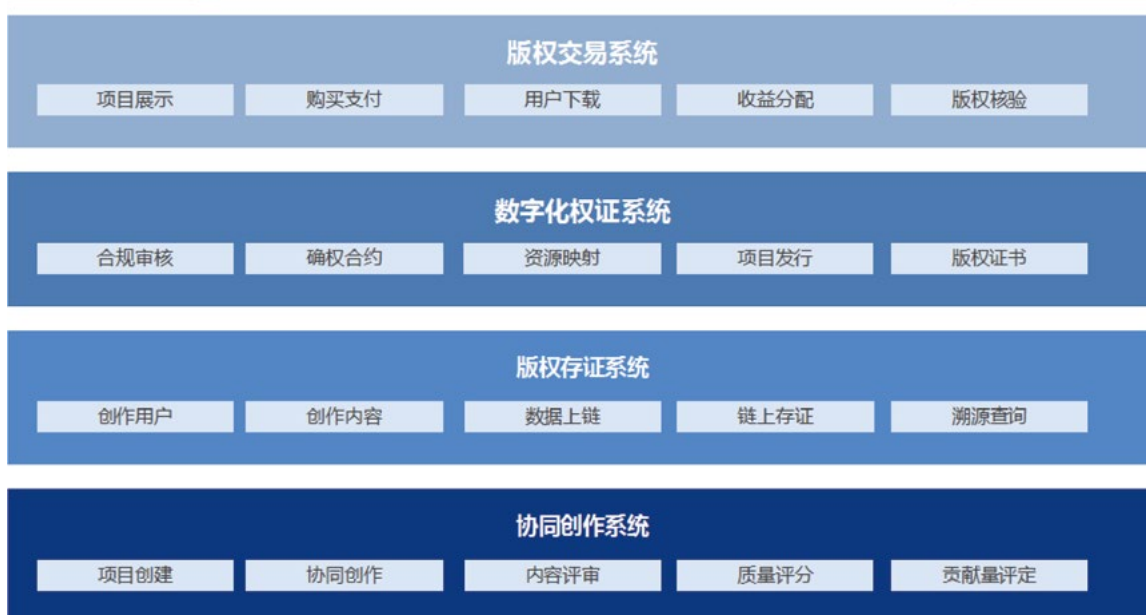 版权交易系统
项目展示 购买支付 用户下载 收益分配 版权核验
数字化权证系统
合规审核 确权合约 资源映射 项目发行 版权证书
版权存证系统
创作用户 创作内容 数据上链 链上存证 溯源查询
协同创作系统
项目创建 协同创作 内容评审 质量评分 贡献量评定